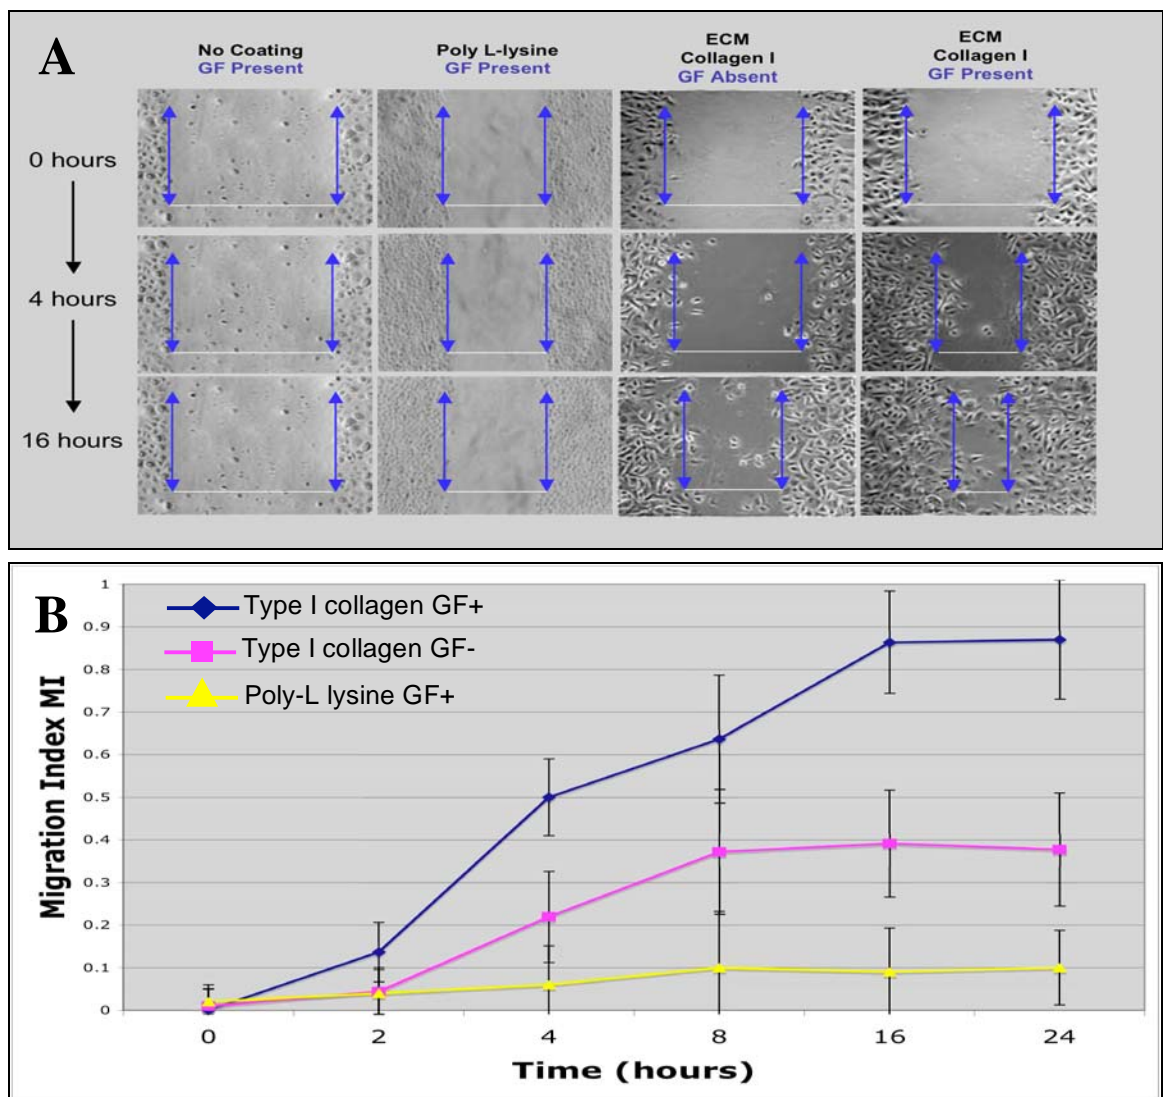 A
No Coating
GF Present
Poly L-lysine
GF Present
ECM
Collagen I
GF Absent
ECM
Collagen I
GF Present
0 hours
4 hours
16 hours
B
Type I collagen GF+
Type I collagen GF-
Poly-L lysine GF+
Migration Index MI
1
0.9
0.8
0.7
0.6
0.5
0.4
0.3
0.2
0.1
0
0 2 4 8 16 24
Time (hours)